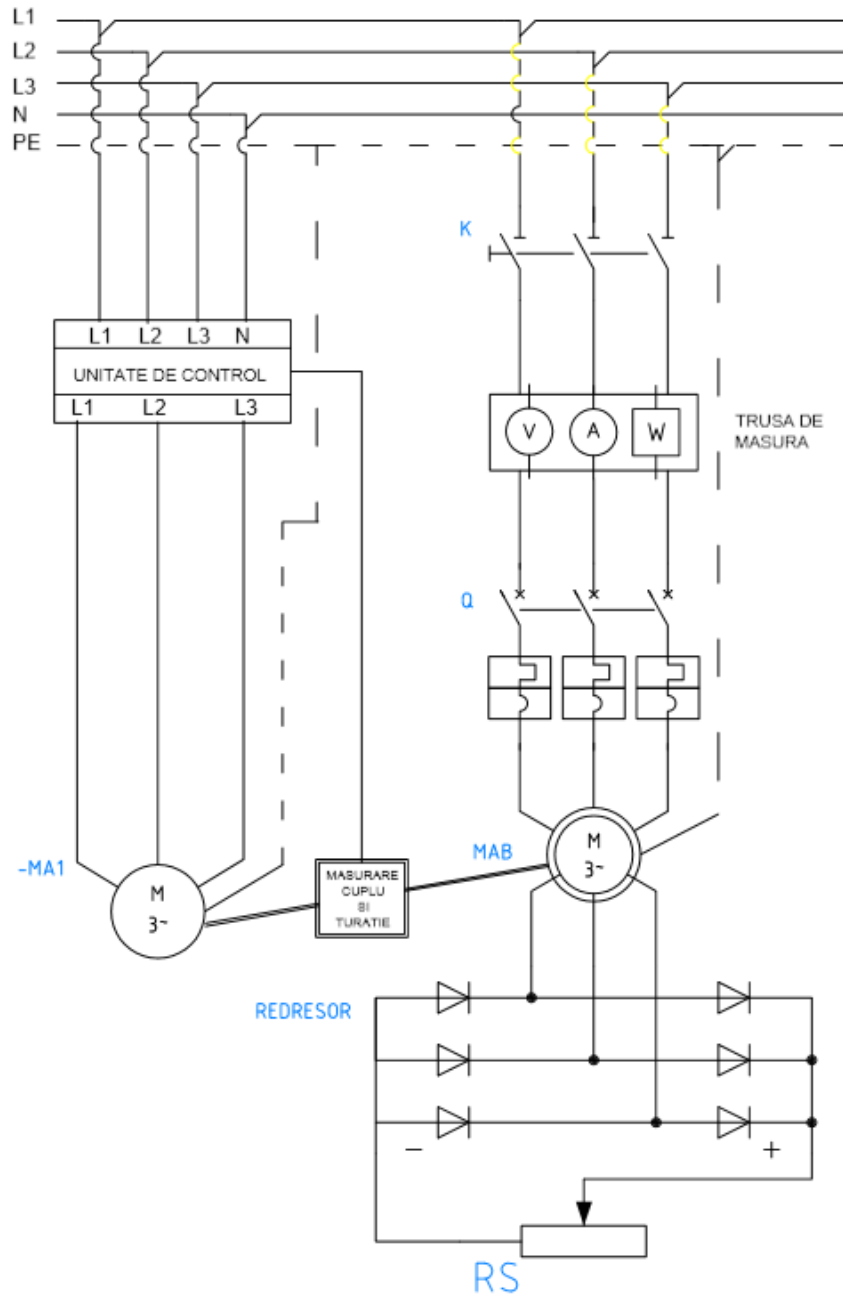 L1
L2
L3
N
PE
K
L1 L2 L3 N
UNITATE DE CONTROL
L1 L2 L3
V A W
TRUSA DE
MASURA
Q
-MA1
M
3~
MASURARE
CUPLU
SI
TURATIE
MAB
M
3~
REDRESOR
- +
RS